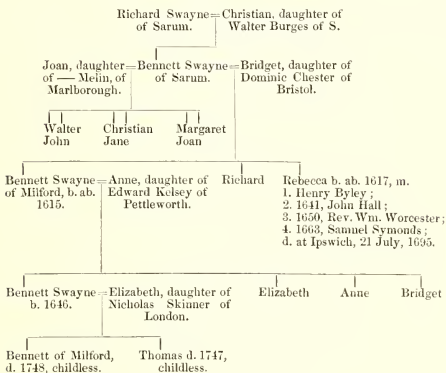 Richard Swayne=Christian, daughter of
of Sarum. Walter Burges of S.
Joan, daughter=Bennett Swayne=Bridget, daughter of
of — Melin, of of Sarum. Dominic Chester of
Marlborough. Bristol.
Walter Christian Margaret
John Jane Joan
Bennett Swayne=Anne, daughter of Richard Rebecca b. ab. 1617, m.
of Milford, b. ab. Edward Kelsey of 1. Henry Byley;
1615. Pettleworth. 2. 1641, John Hall;
3. 1650, Rev. Wm. Worcester;
4. 1663, Samuel Symonds;
d. at Ipswich, 21 July, 1695.
Bennett Swayne=Elizabeth, daughter of Elizabeth Anne Bridget
b. 1646. Nicholas Skinner of
London.
Bennett of Milford, Thomas d. 1747,
d. 1748, childless. childless.